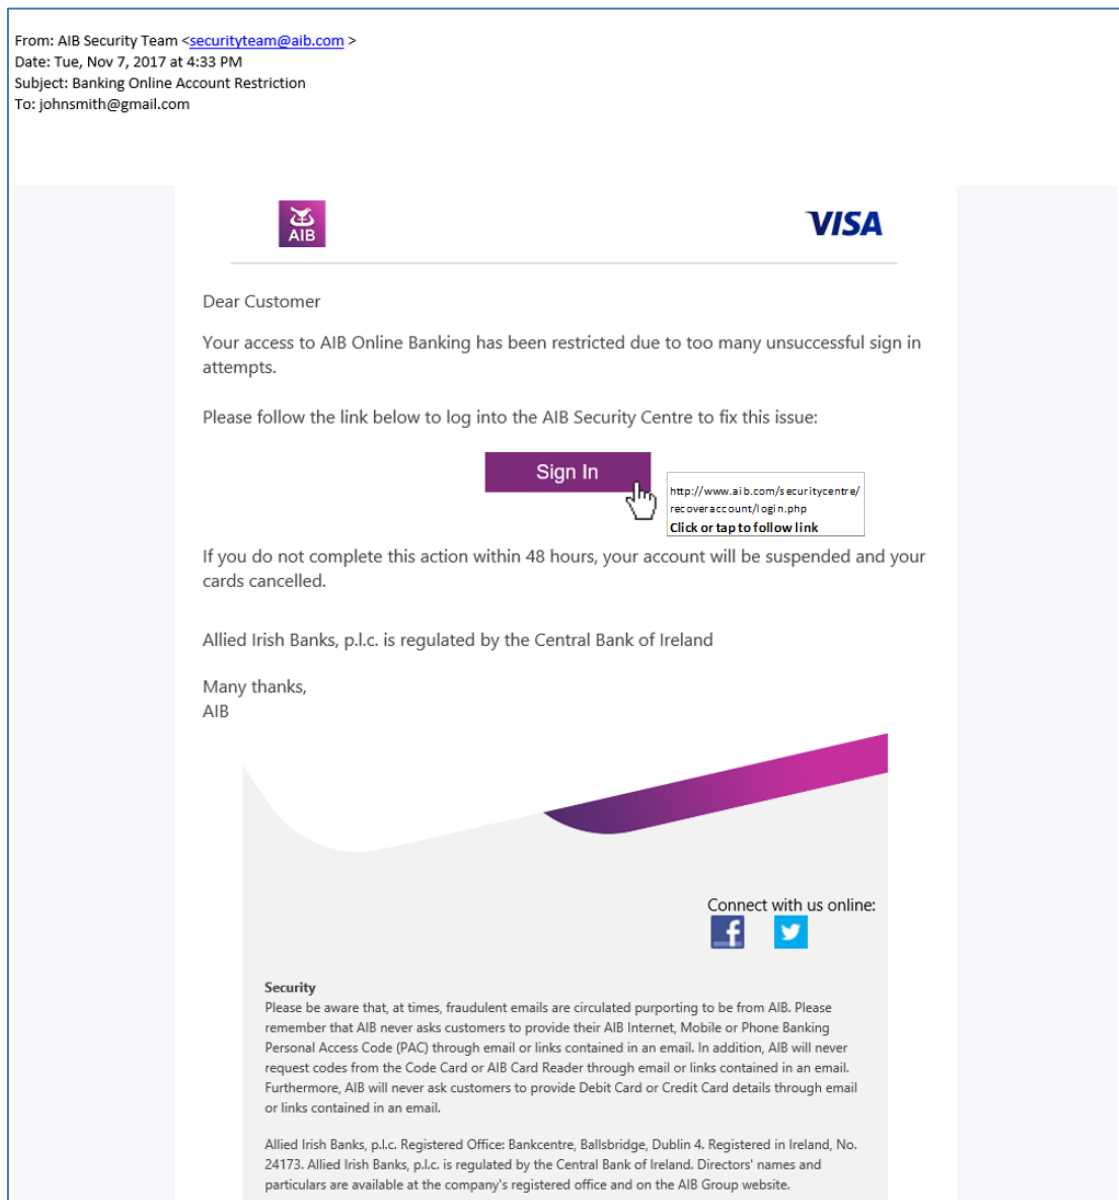 From: AIB Security Team <securityteam@aib.com >
Date: Tue, Nov 7, 2017 at 4:33 PM
Subject: Banking Online Account Restriction
To: johnsmith@gmail.com
AIB
VISA
Dear Customer
Your access to AIB Online Banking has been restricted due to too many unsuccessful sign in
attempts.
Please follow the link below to log into the AIB Security Centre to fix this issue:
Sign In
http://www.aib.com/securitycentre/
recoveraccount/login.php
Click or tap to follow link
If you do not complete this action within 48 hours, your account will be suspended and your
cards cancelled.
Allied Irish Banks, p.l.c. is regulated by the Central Bank of Ireland
Many thanks,
AIB
Connect with us online:
Security
Please be aware that, at times, fraudulent emails are circulated purporting to be from AIB. Please
remember that AIB never asks customers to provide their AIB Internet, Mobile or Phone Banking
Personal Access Code (PAC) through email or links contained in an email. In addition, AIB will never
request codes from the Code Card or AIB Card Reader through email or links contained in an email.
Furthermore, AIB will never ask customers to provide Debit Card or Credit Card details through email
or links contained in an email.
Allied Irish Banks, p.l.c. Registered Office: Bankcentre, Ballsbridge, Dublin 4. Registered in Ireland, No.
24173. Allied Irish Banks, p.l.c. is regulated by the Central Bank of Ireland. Directors' names and
particulars are available at the company's registered office and on the AIB Group website.